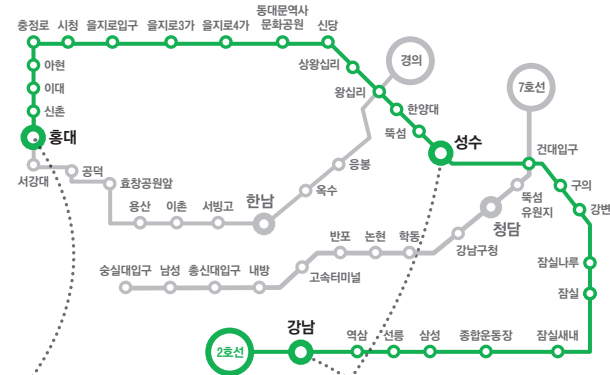 충정로 시청 을지로입구 을지로3가 을지로4가
동대문역사
문화공원
신당
상왕십리
왕십리
경의
7호선
아현
이대
신촌
홍대
한양대
뚝섬
성수
건대입구
구의
강변
서강대
공덕
효창공원앞
용산 이촌 서빙고
한남
옥수
응봉
뚝섬
유원지
청담
강남구청
학동
논현
반포
고속터미널
숭실대입구 남성 총신대입구 내방
잠실나루
잠실
2호선
강남
역삼 선릉 삼성 종합운동장 잠실새내